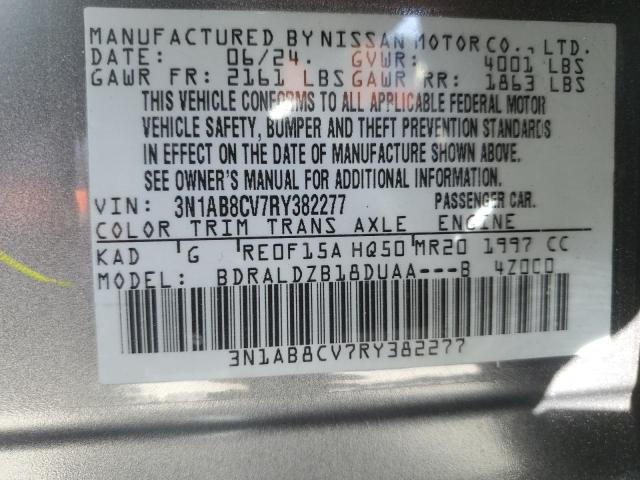 MANUFACTURED BY NISSAN MOTOR CO., LTD.
DATE: 06/24. GVWR: 4001 LBS
GAWR FR: 2161 LBS GAWR RR: 1863 LBS
THIS VEHICLE CONFORMS TO ALL APPLICABLE FEDERAL MOTOR
VEHICLE SAFETY, BUMPER AND THEFT PREVENTION STANDARDS
IN EFFECT ON THE DATE OF MANUFACTURE SHOWN ABOVE.
SEE OWNER'S MANUAL FOR ADDITIONAL INFORMATION.
VIN: 3N1AB8CV7RY382277 PASSENGER CAR.
COLOR TRIM TRANS AXLE ENGINE
KAD G RE0F15A HQ50 MR20 1997 CC
MODEL: BDRALDZB18DUAA---B 4Z0C0
3N1AB8CV7RY382277